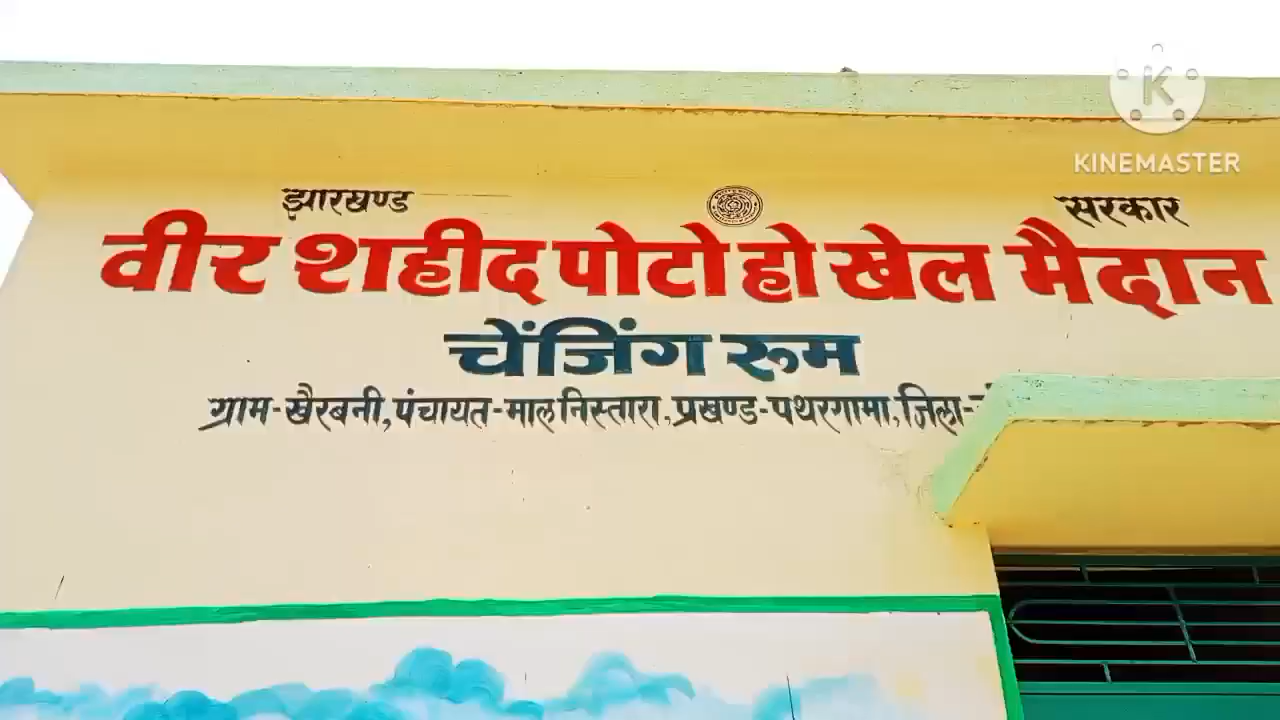 KINEMASTER
झारखण्ड सरकार
वीर शहीद पोटो हो खेल मैदान
चेंजिंग रूम
ग्राम-खैरबनी, पंचायत-माल निस्तारा, प्रखण्ड-पथरगामा, जिला-